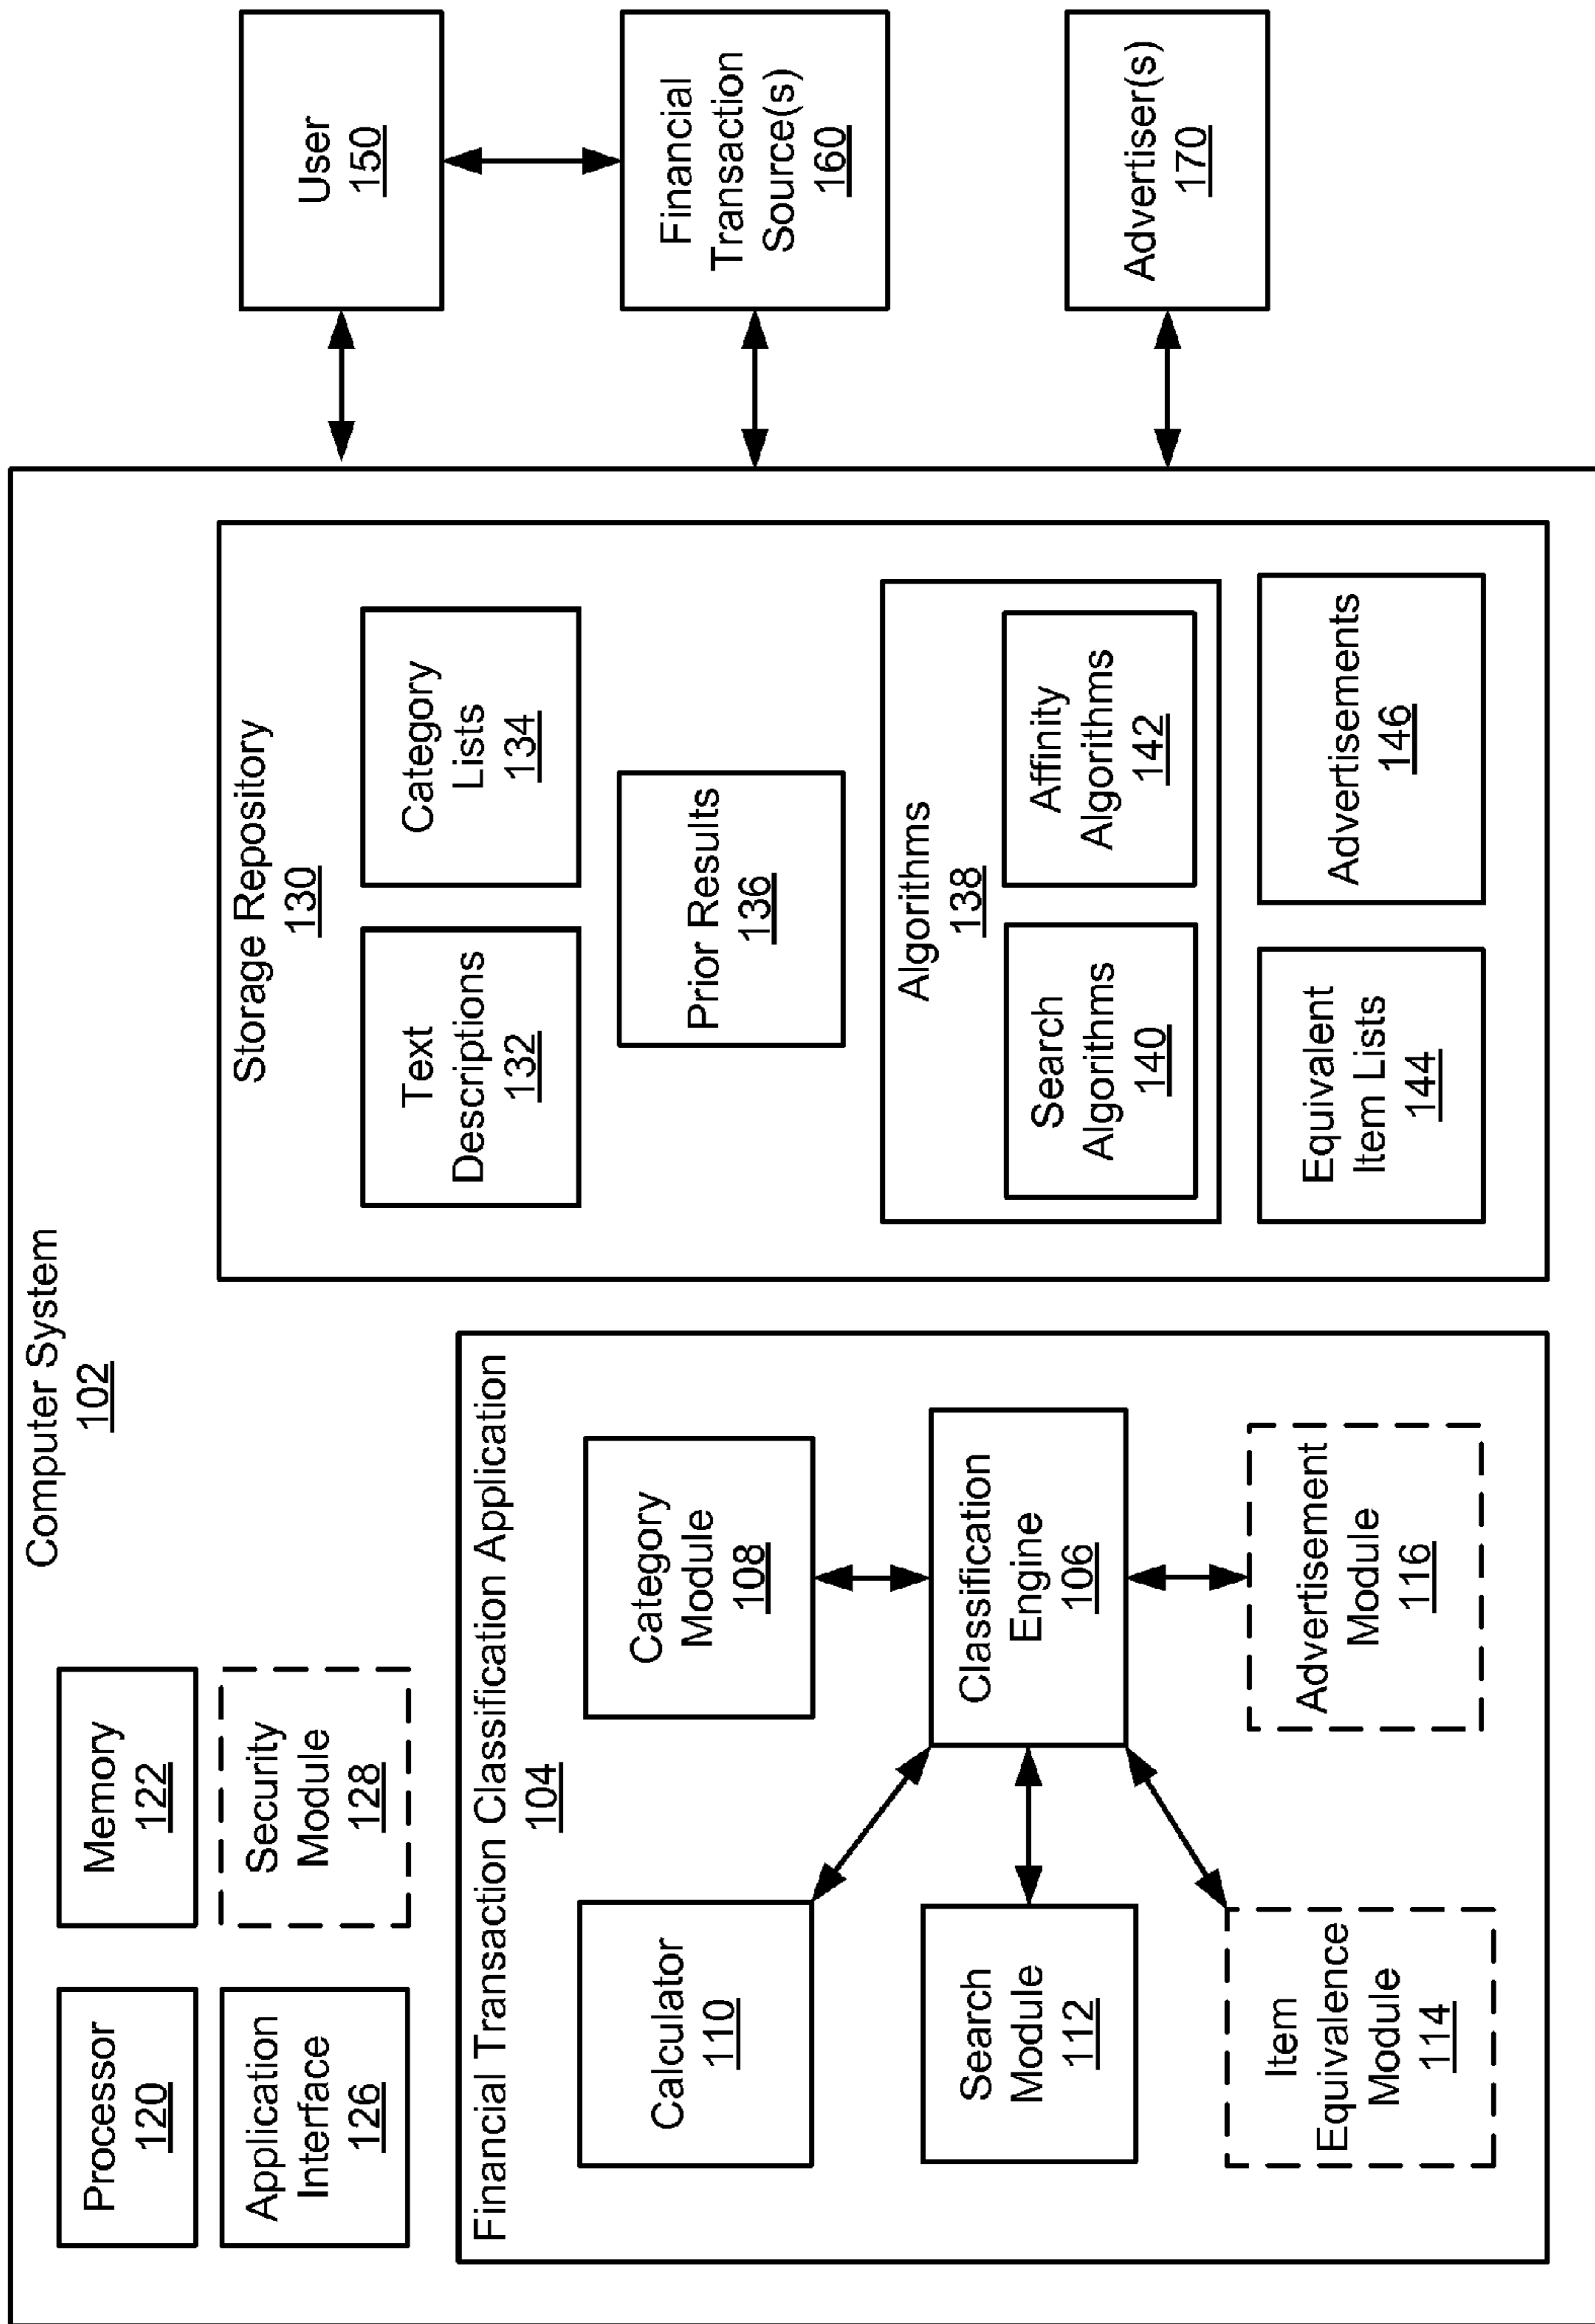 Computer System
102
Processor
120
Memory
122
Application
Interface
126
Security
Module
128
Financial Transaction Classification Application
104
Calculator
110
Category
Module
108
Search
Module
112
Classification
Engine
106
Item
Equivalence
Module
114
Advertisement
Module
116
Storage Repository
130
Text
Descriptions
132
Category
Lists
134
Prior Results
136
Algorithms
138
Search
Algorithms
140
Affinity
Algorithms
142
Equivalent
Item Lists
144
Advertisements
146
User
150
Financial
Transaction
Source(s)
160
Advertiser(s)
170